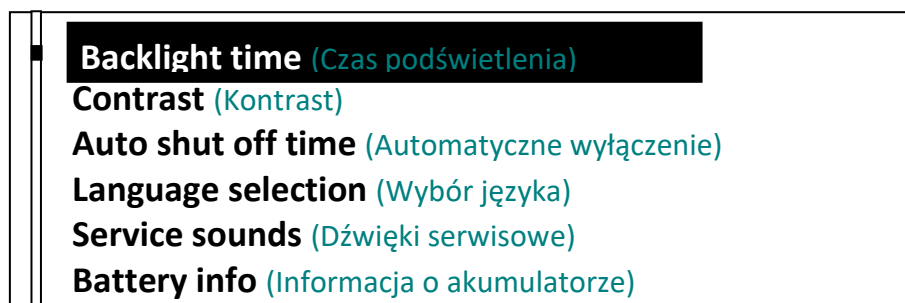 Backlight time (Czas podświetlenia)
Contrast (Kontrast)
Auto shut off time (Automatyczne wyłączenie)
Language selection (Wybór języka)
Service sounds (Dźwięki serwisowe)
Battery info (Informacja o akumulatorze)